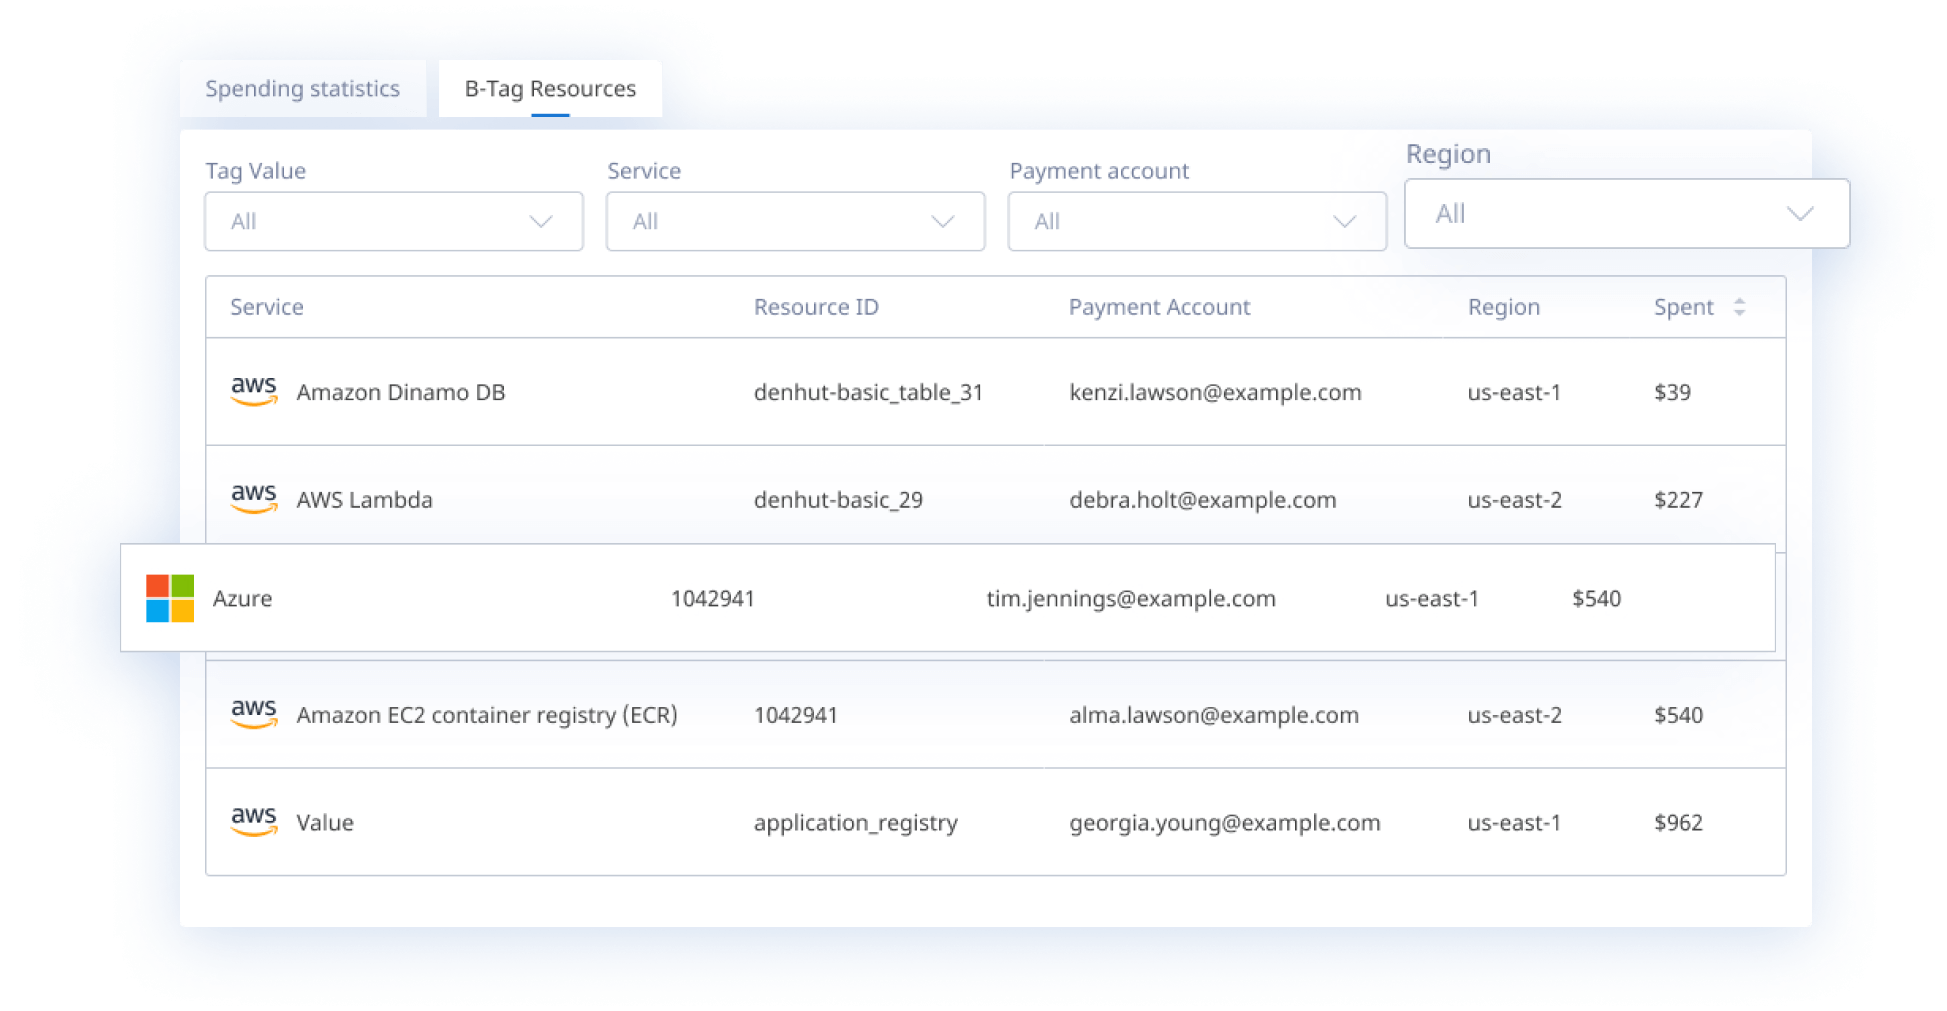 Spending statistics
B-Tag Resources
Tag Value
Service
Payment account
Region
All
All
All
All
Service Resource ID Payment Account Region Spent
aws Amazon Dinamo DB denhut-basic_table_31 kenzi.lawson@example.com us-east-1 $39
aws AWS Lambda denhut-basic_29 debra.holt@example.com us-east-2 $227
Azure 1042941 tim.jennings@example.com us-east-1 $540
aws Amazon EC2 container registry (ECR) 1042941 alma.lawson@example.com us-east-2 $540
aws Value application_registry georgia.young@example.com us-east-1 $962